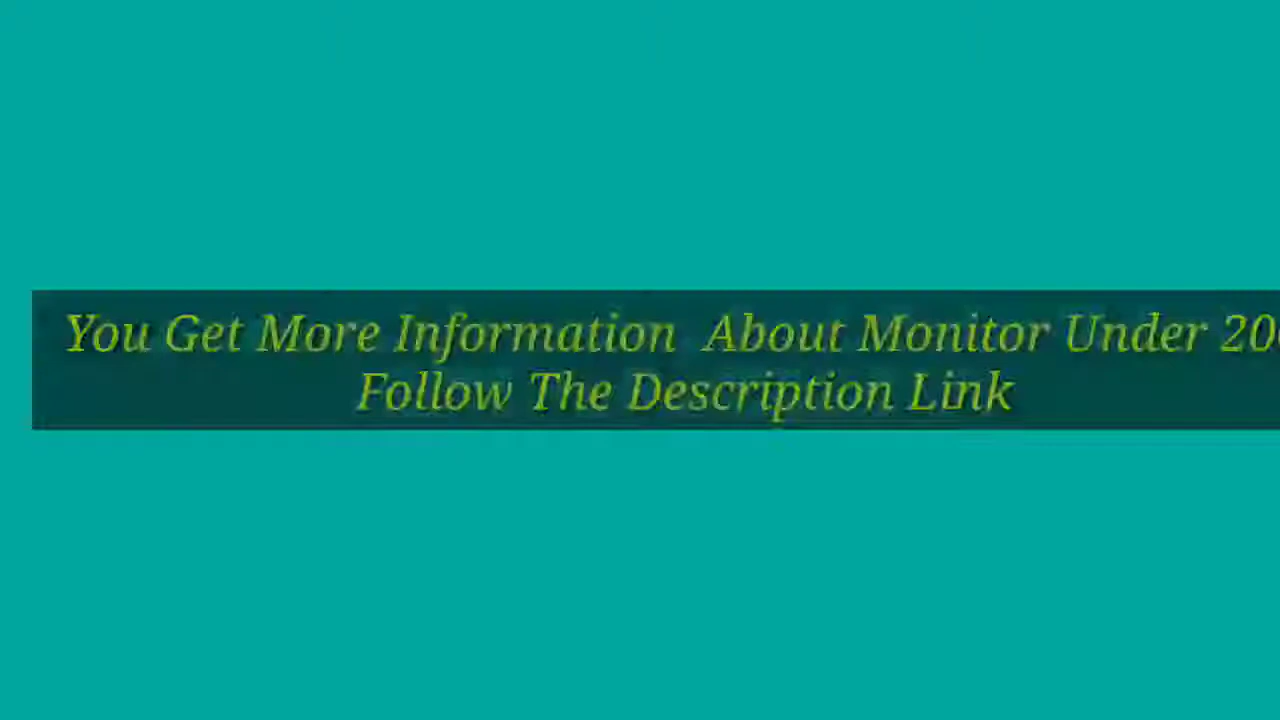 You Get More Information About Monitor Under
Follow The Description Link